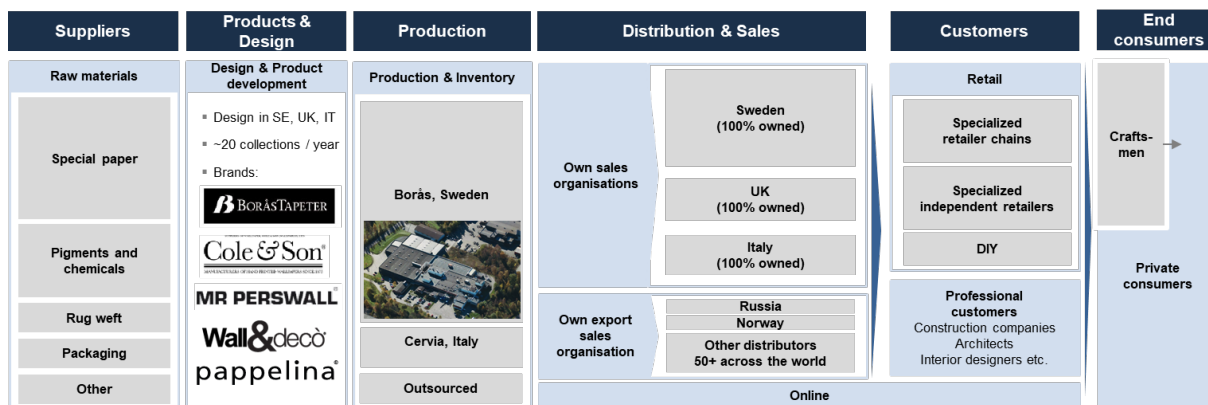 Suppliers
Raw materials
Special paper
Pigments and
chemicals
Rug weft
Packaging
Other
Products &
Design
Design & Product
development
▪ Design in SE, UK, IT
▪ ~20 collections / year
▪ Brands:
BORÅSTAPETER
Cole & Son®
MR PERSWALL®
Wall&decò®
pappelina®
Production
Production & Inventory
Borås, Sweden
Cervia, Italy
Outsourced
Distribution & Sales
Own sales
organisations
Sweden
(100% owned)
UK
(100% owned)
Italy
(100% owned)
Own export
sales
organisation
Russia
Norway
Other distributors
50+ across the world
Online
Customers
Retail
Specialized
retailer chains
Specialized
independent retailers
DIY
Professional
customers
Construction companies
Architects
Interior designers etc.
End
consumers
Crafts-
men
Private
consumers